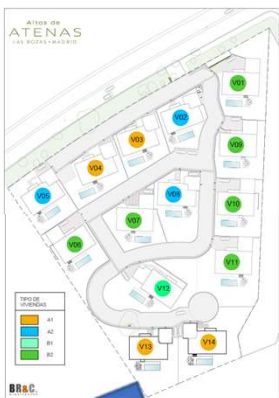 Altos de
ATENAS
LAS ROZAS • MADRID
V01
V02
V03
V09
V04
V05
V08
V10
V07
V06
V11
V12
V13
V14
TIPO DE
VIVIENDAS
A1
A2
B1
B2
BR&C.